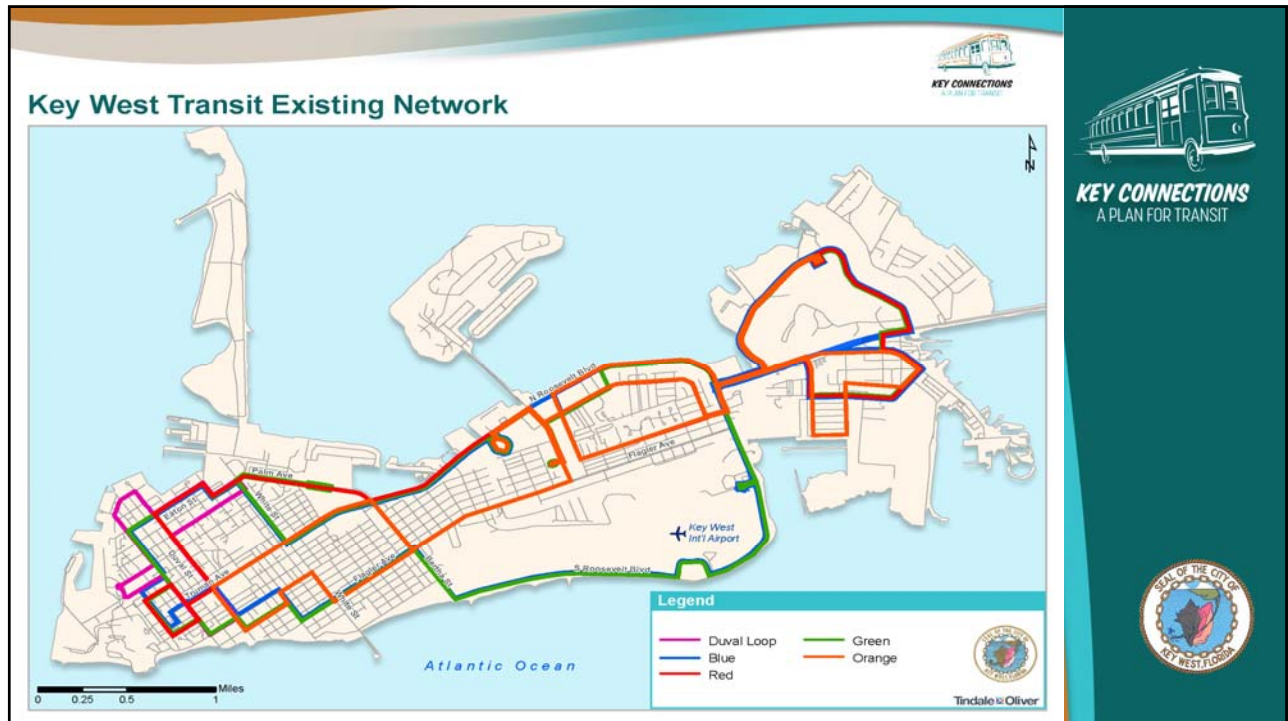 KEY CONNECTIONS
A PLAN FOR TRANSIT
Key West Transit Existing Network
N
N Roosevelt Blvd
Flagler Ave
Palm Ave
Eaton St
White St
Duval St
Truman Ave
Flagler Ave
Bertha St
White St
Key West
Int'l Airport
S Roosevelt Blvd
Atlantic Ocean
Miles
0 0.25 0.5 1
Legend
Duval Loop
Blue
Red
Green
Orange
Tindale Oliver
KEY CONNECTIONS
A PLAN FOR TRANSIT
SEAL OF THE CITY OF
KEY WEST, FLORIDA